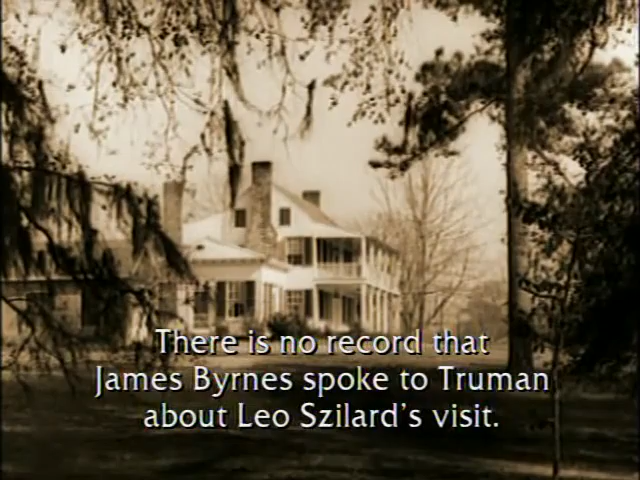 There is no record that
James Byrnes spoke to Truman
about Leo Szilard's visit.